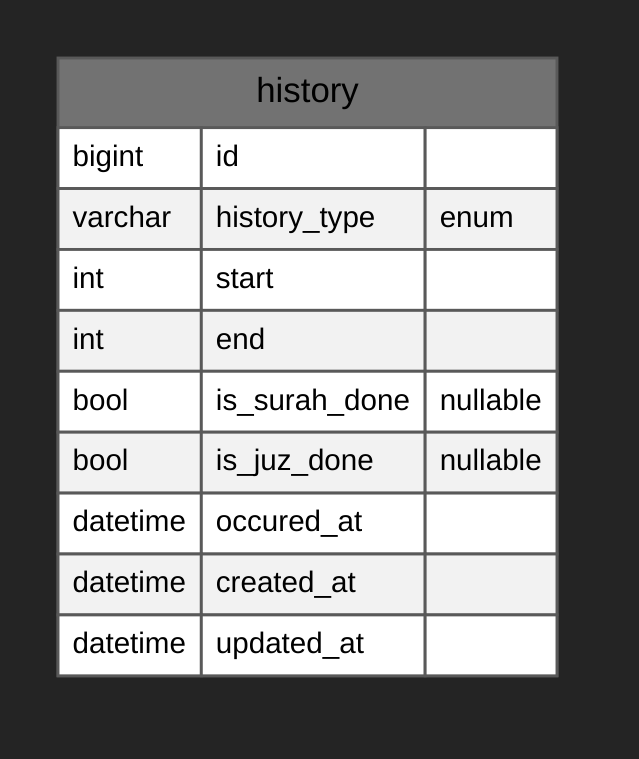 history
bigint id
varchar history_type enum
int start
int end
bool is_surah_done nullable
bool is_juz_done nullable
datetime occured_at
datetime created_at
datetime updated_at